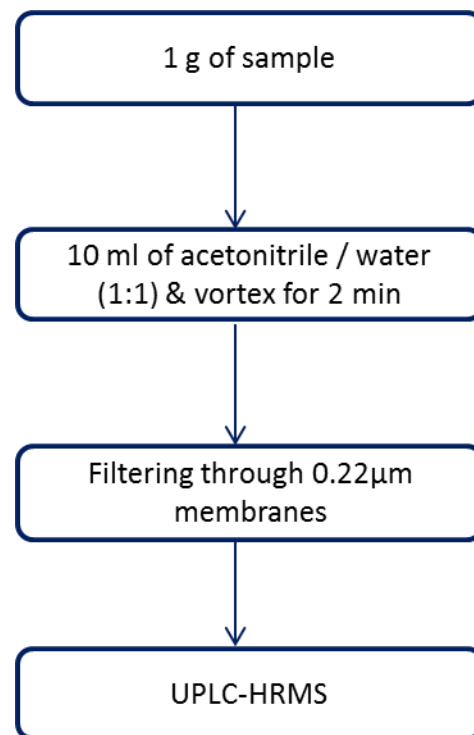 1 g of sample
10 ml of acetonitrile / water
(1:1) & vortex for 2 min
Filtering through 0.22µm
membranes
UPLC-HRMS